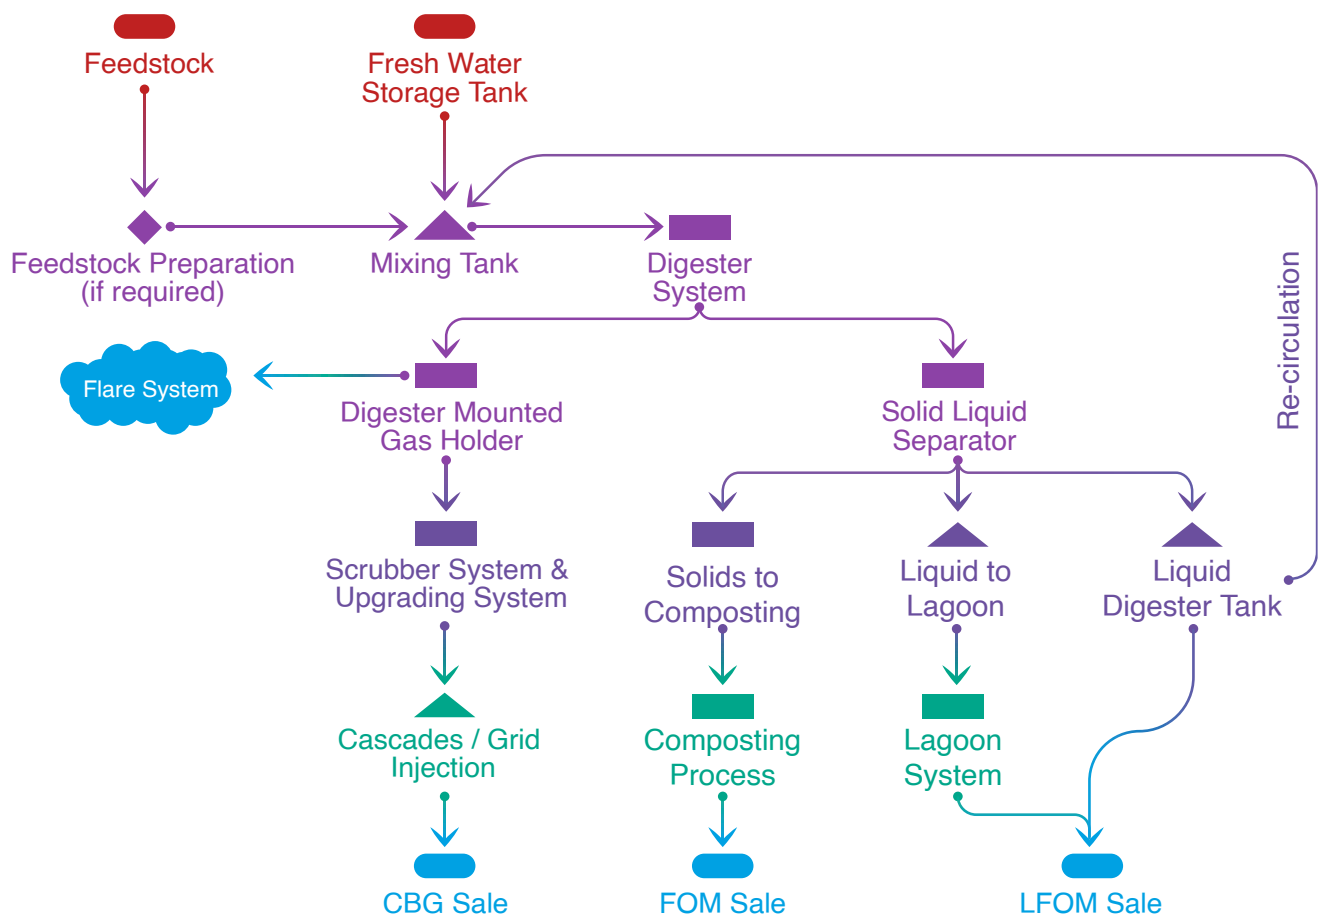 Feedstock
Fresh Water
Storage Tank
Feedstock Preparation
(if required)
Mixing Tank
Digester
System
Re-circulation
Flare System
Digester Mounted
Gas Holder
Solid Liquid
Separator
Scrubber System &
Upgrading System
Solids to
Composting
Liquid to
Lagoon
Liquid
Digester Tank
Cascades / Grid
Injection
Composting
Process
Lagoon
System
CBG Sale
FOM Sale
LFOM Sale